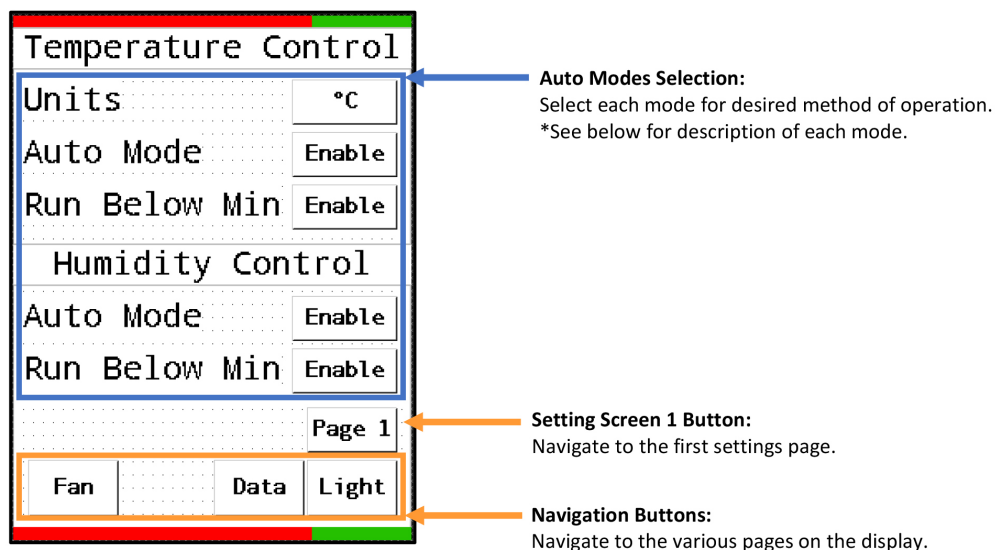 Temperature Control
Units °C
Auto Mode Enable
Run Below Min Enable
Humidity Control
Auto Mode Enable
Run Below Min Enable
Page 1
Fan Data Light
Auto Modes Selection:
Select each mode for desired method of operation.
*See below for description of each mode.
Setting Screen 1 Button:
Navigate to the first settings page.
Navigation Buttons:
Navigate to the various pages on the display.